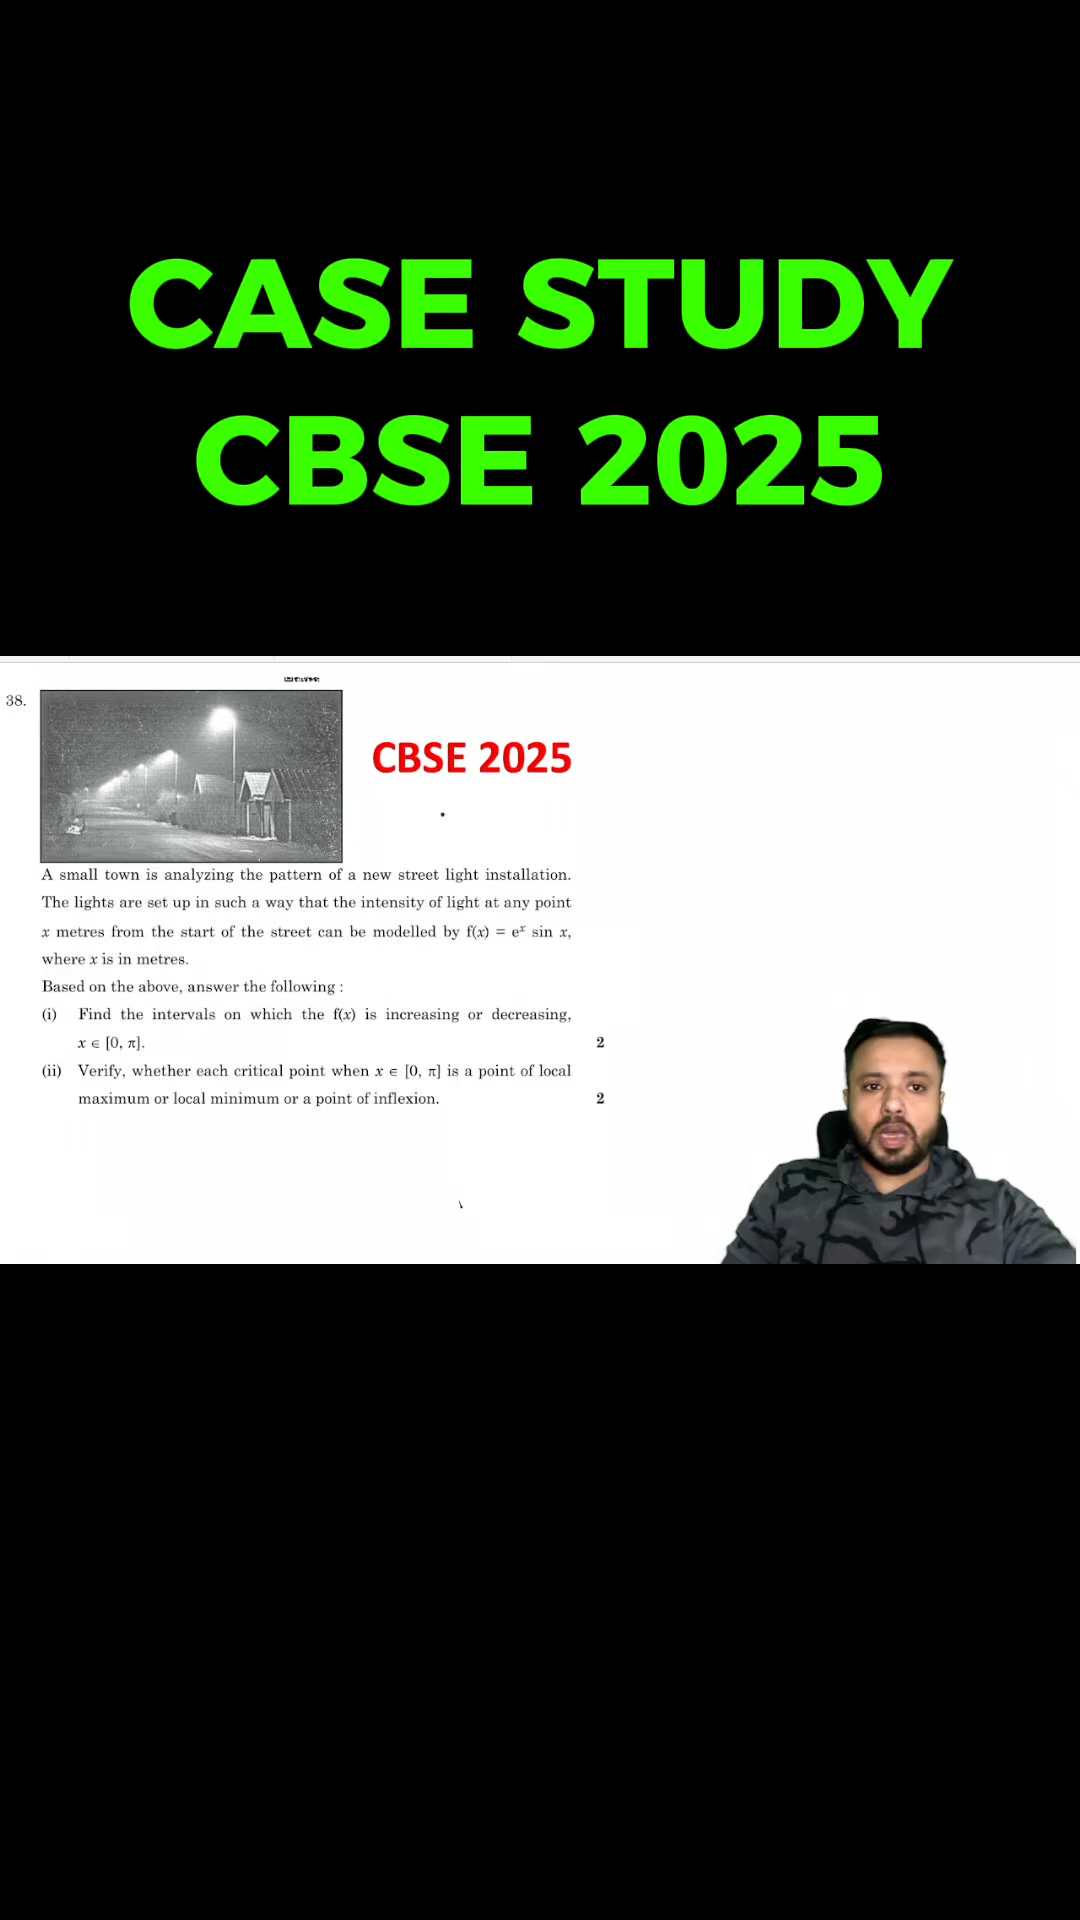 CASE STUDY
CBSE 2025
38.
CBSE 2025
A small town is analyzing the pattern of a new street light installation.
The lights are set up in such a way that the intensity of light at any point
x metres from the start of the street can be modelled by f(x) = eˣ sin x,
where x is in metres.
Based on the above, answer the following :
(i) Find the intervals on which the f(x) is increasing or decreasing,
x ∈ [0, π]. 2
(ii) Verify, whether each critical point when x ∈ [0, π] is a point of local
maximum or local minimum or a point of inflexion. 2